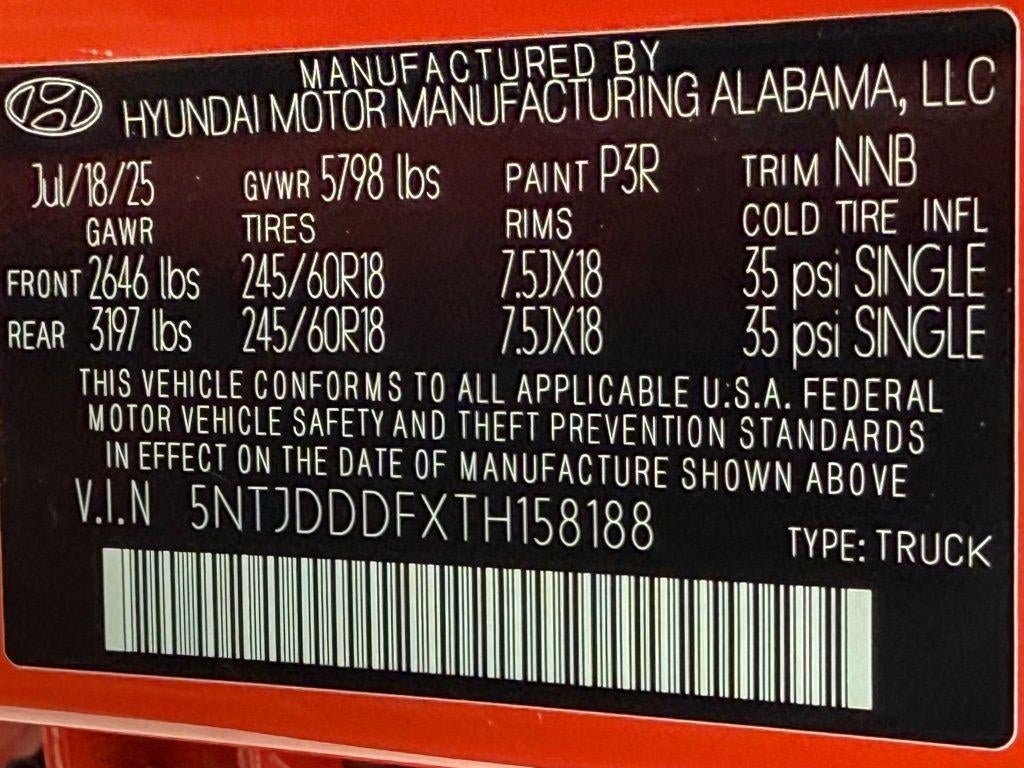 MANUFACTURED BY
HYUNDAI MOTOR MANUFACTURING ALABAMA, LLC
Jul/18/25 GVWR 5798 lbs PAINT P3R TRIM NNB
GAWR TIRES RIMS COLD TIRE INFL
FRONT 2646 lbs 245/60R18 7.5JX18 35 psi SINGLE
REAR 3197 lbs 245/60R18 7.5JX18 35 psi SINGLE
THIS VEHICLE CONFORMS TO ALL APPLICABLE U.S.A. FEDERAL
MOTOR VEHICLE SAFETY AND THEFT PREVENTION STANDARDS
IN EFFECT ON THE DATE OF MANUFACTURE SHOWN ABOVE
V.I.N 5NTJDDDFXTH158188 TYPE: TRUCK